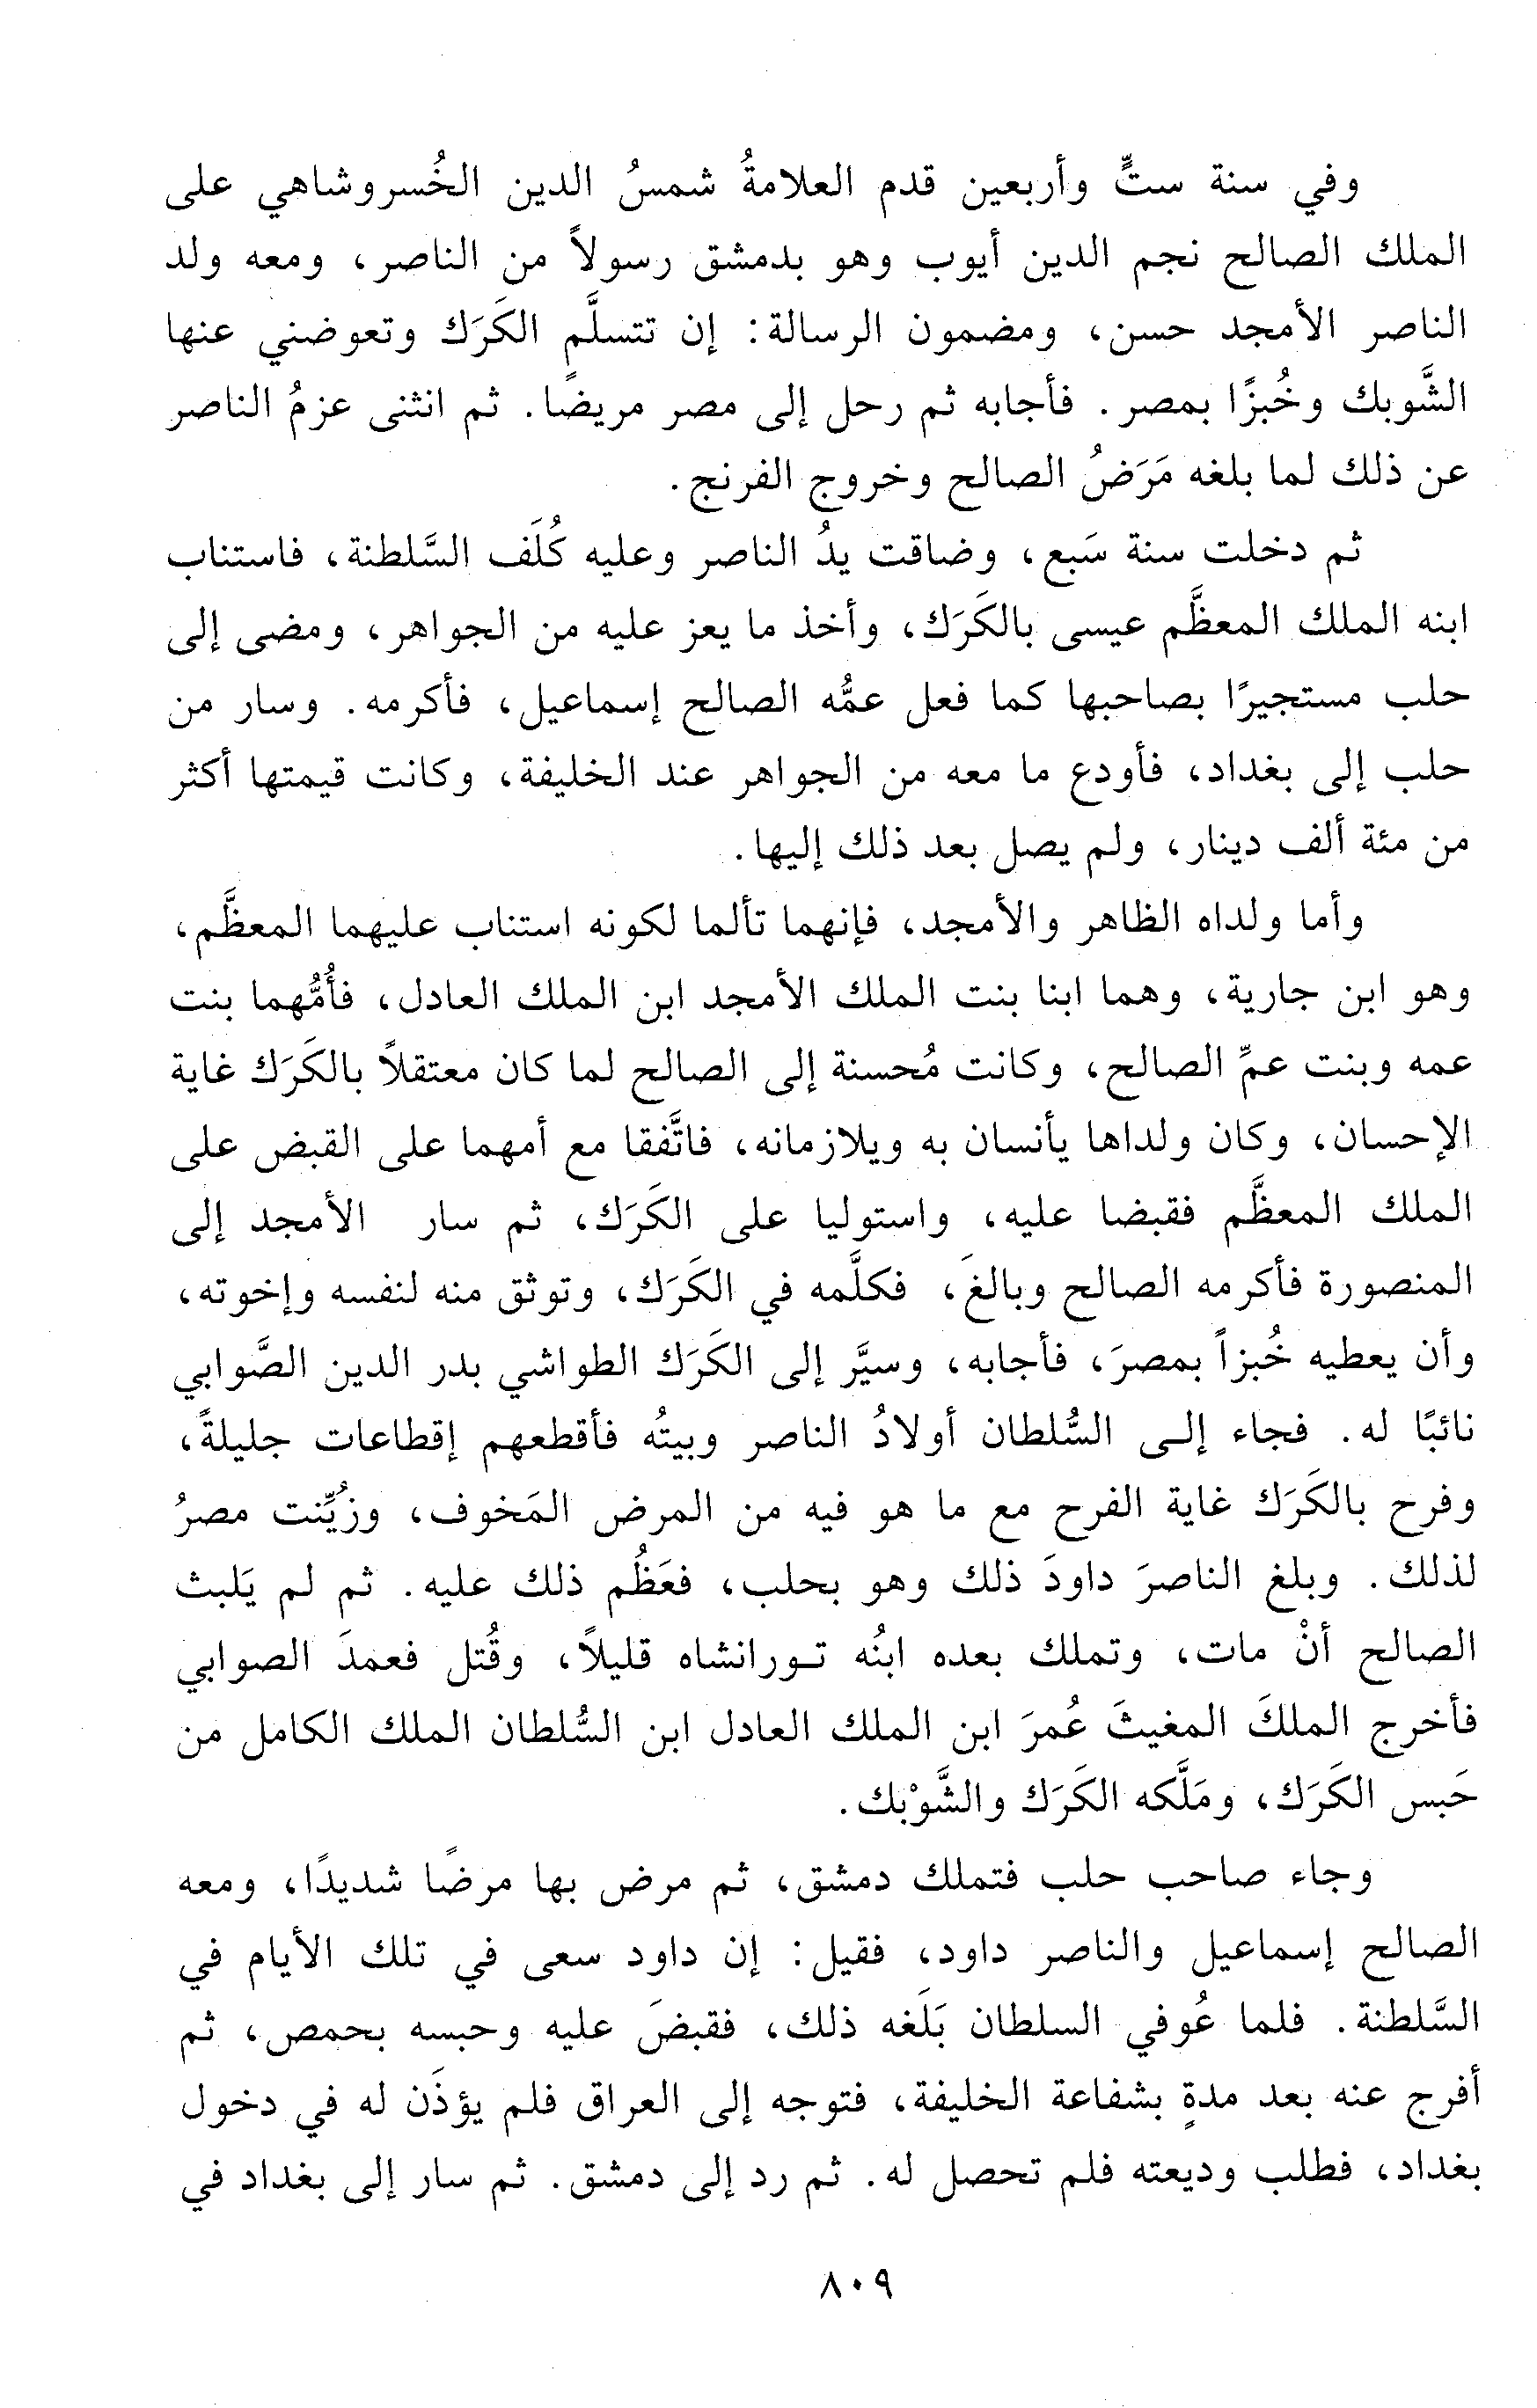 وفي سنة ستٍّ وأربعين قدم العلامةُ شمسُ الدين الخُسروشاهي على
الملك الصالح نجم الدين أيوب وهو بدمشق رسولاً من الناصر، ومعه ولد
الناصر الأمجد حسن، ومضمون الرسالة: إن تتسلَّم الكَرَك وتعوضني عنها
الشَّوبك وخُبزًا بمصر. فأجابه ثم رحل إلى مصر مريضًا. ثم انثنى عزمُ الناصر
عن ذلك لما بلغه مَرَضُ الصالح وخروج الفرنج.
ثم دخلت سنة سَبع، وضاقت يدُ الناصر وعليه كُلَف السَّلطنة، فاستناب
ابنه الملك المعظَّم عيسى بالكَرَك، وأخذ ما يعز عليه من الجواهر، ومضى إلى
حلب مستجيرًا بصاحبها كما فعل عمُّه الصالح إسماعيل، فأكرمه. وسار من
حلب إلى بغداد، فأودع ما معه من الجواهر عند الخليفة، وكانت قيمتها أكثر
من مئة ألف دينار، ولم يصل بعد ذلك إليها.
وأما ولداه الظاهر والأمجد، فإنهما تألما لكونه استناب عليهما المعظَّم،
وهو ابن جارية، وهما ابنا بنت الملك الأمجد ابن الملك العادل، فأُمُّهما بنت
عمه وبنت عمِّ الصالح، وكانت مُحسنة إلى الصالح لما كان معتقلاً بالكَرَك غاية
الإحسان، وكان ولداها يأنسان به ويلازمانه، فاتَّفقا مع أمهما على القبض على
الملك المعظَّم فقبضا عليه، واستوليا على الكَرَك، ثم سار الأمجد إلى
المنصورة فأكرمه الصالح وبالغَ، فكلَّمه في الكَرَك، وتوثق منه لنفسه وإخوته،
وأن يعطيه خُبزاً بمصرَ، فأجابه، وسيَّر إلى الكَرَك الطواشي بدر الدين الصَّوابي
نائبًا له. فجاء إلى السُّلطان أولادُ الناصر وبيتُه فأقطعهم إقطاعات جليلةً،
وفرح بالكَرَك غاية الفرح مع ما هو فيه من المرض المَخوف، وزُيِّنت مصرُ
لذلك. وبلغ الناصرَ داودَ ذلك وهو بحلب، فعَظُم ذلك عليه. ثم لم يَلبث
الصالح أنْ مات، وتملك بعده ابنُه تورانشاه قليلاً، وقُتل فعمدَ الصوابي
فأخرج الملكَ المغيثَ عُمرَ ابن الملك العادل ابن السُّلطان الملك الكامل من
حَبس الكَرَك، ومَلَّكه الكَرَك والشَّوْبك.
وجاء صاحب حلب فتملك دمشق، ثم مرض بها مرضًا شديدًا، ومعه
الصالح إسماعيل والناصر داود، فقيل: إن داود سعى في تلك الأيام في
السَّلطنة. فلما عُوفي السلطان بَلَغه ذلك، فقبضَ عليه وحبسه بحمص، ثم
أفرج عنه بعد مدةٍ بشفاعة الخليفة، فتوجه إلى العراق فلم يؤذَن له في دخول
بغداد، فطلب وديعته فلم تحصل له. ثم رد إلى دمشق. ثم سار إلى بغداد في
٨٠٩